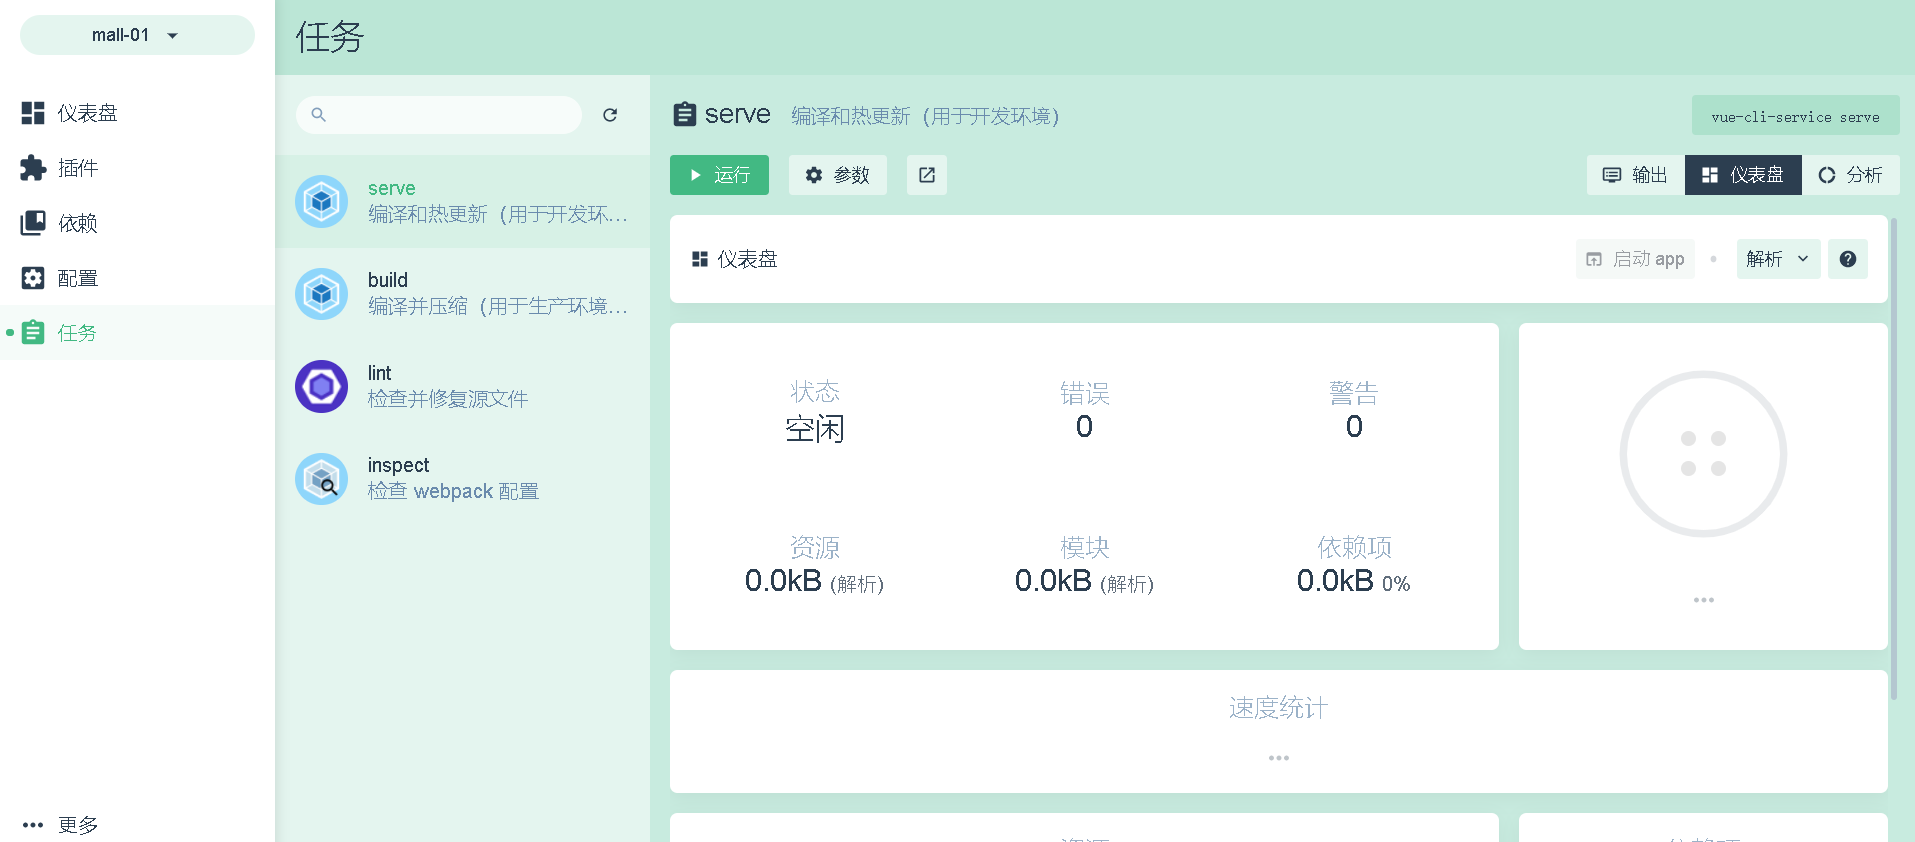 mall-01
仪表盘
插件
依赖
配置
任务
更多
任务
serve
编译和热更新（用于开发环...
build
编译并压缩（用于生产环境...
lint
检查并修复源文件
inspect
检查 webpack 配置
serve 编译和热更新（用于开发环境）
vue-cli-service serve
运行 参数
输出 仪表盘 分析
仪表盘
启动 app 解析
状态
空闲
错误
0
警告
0
资源
0.0kB (解析)
模块
0.0kB (解析)
依赖项
0.0kB 0%
速度统计
资源
依赖项